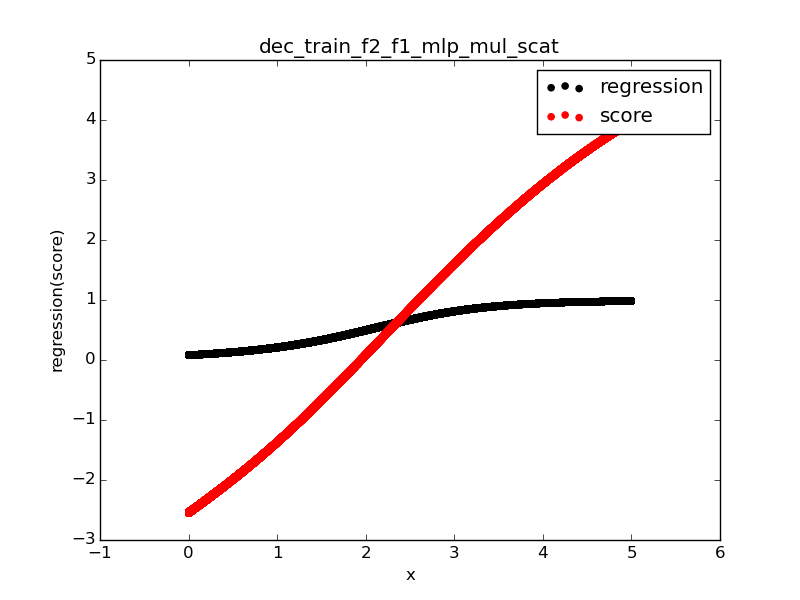 dec_train_f2_f1_mlp_mul_scat
regression
score
5
4
3
2
1
0
−1
−2
−3
regression(score)
−1 0 1 2 3 4 5 6
x